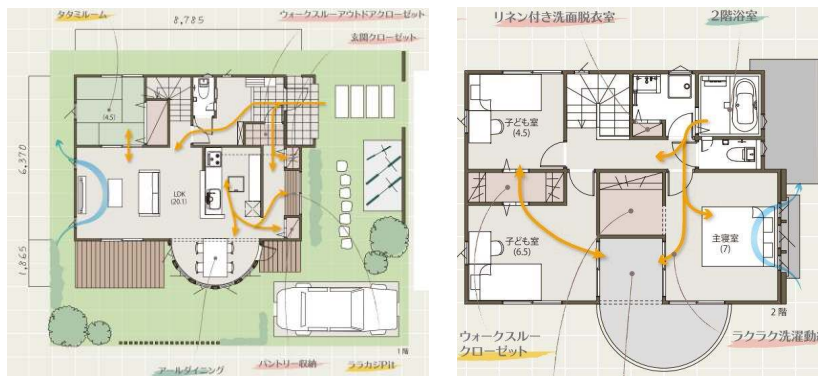 タタミルーム
8,785
ウォークスルーアウトドアクローゼット
玄関クローゼット
(4.5)
6,370
LDK
(20.1)
1,865
アールダイニング
パントリー収納
ララカジPit
1階
リネン付き洗面脱衣室
2階浴室
子ども室
(4.5)
子ども室
(6.5)
主寝室
(7)
2階
ウォークスルー
クローゼット
ラクラク洗濯動線